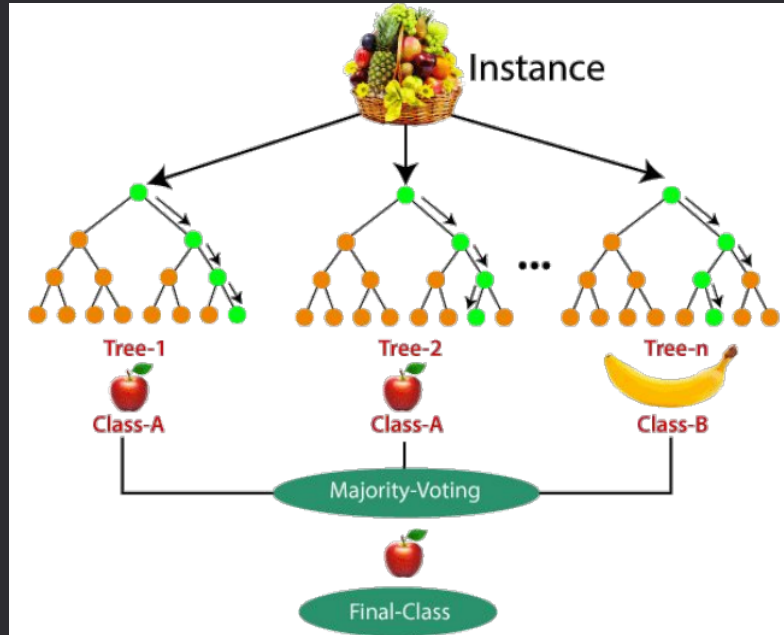 Instance
...
Tree-1
Tree-2
Tree-n
Class-A
Class-A
Class-B
Majority-Voting
Final-Class